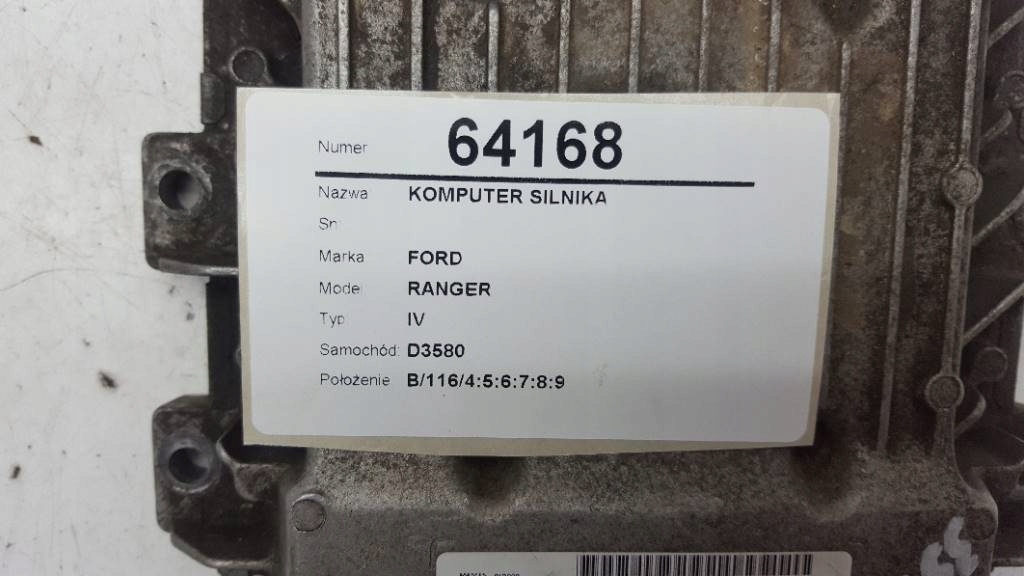 Numer 64168
Nazwa KOMPUTER SILNIKA
Sn
Marka FORD
Model RANGER
Typ IV
Samochód: D3580
Położenie B/116/4:5:6:7:8:9